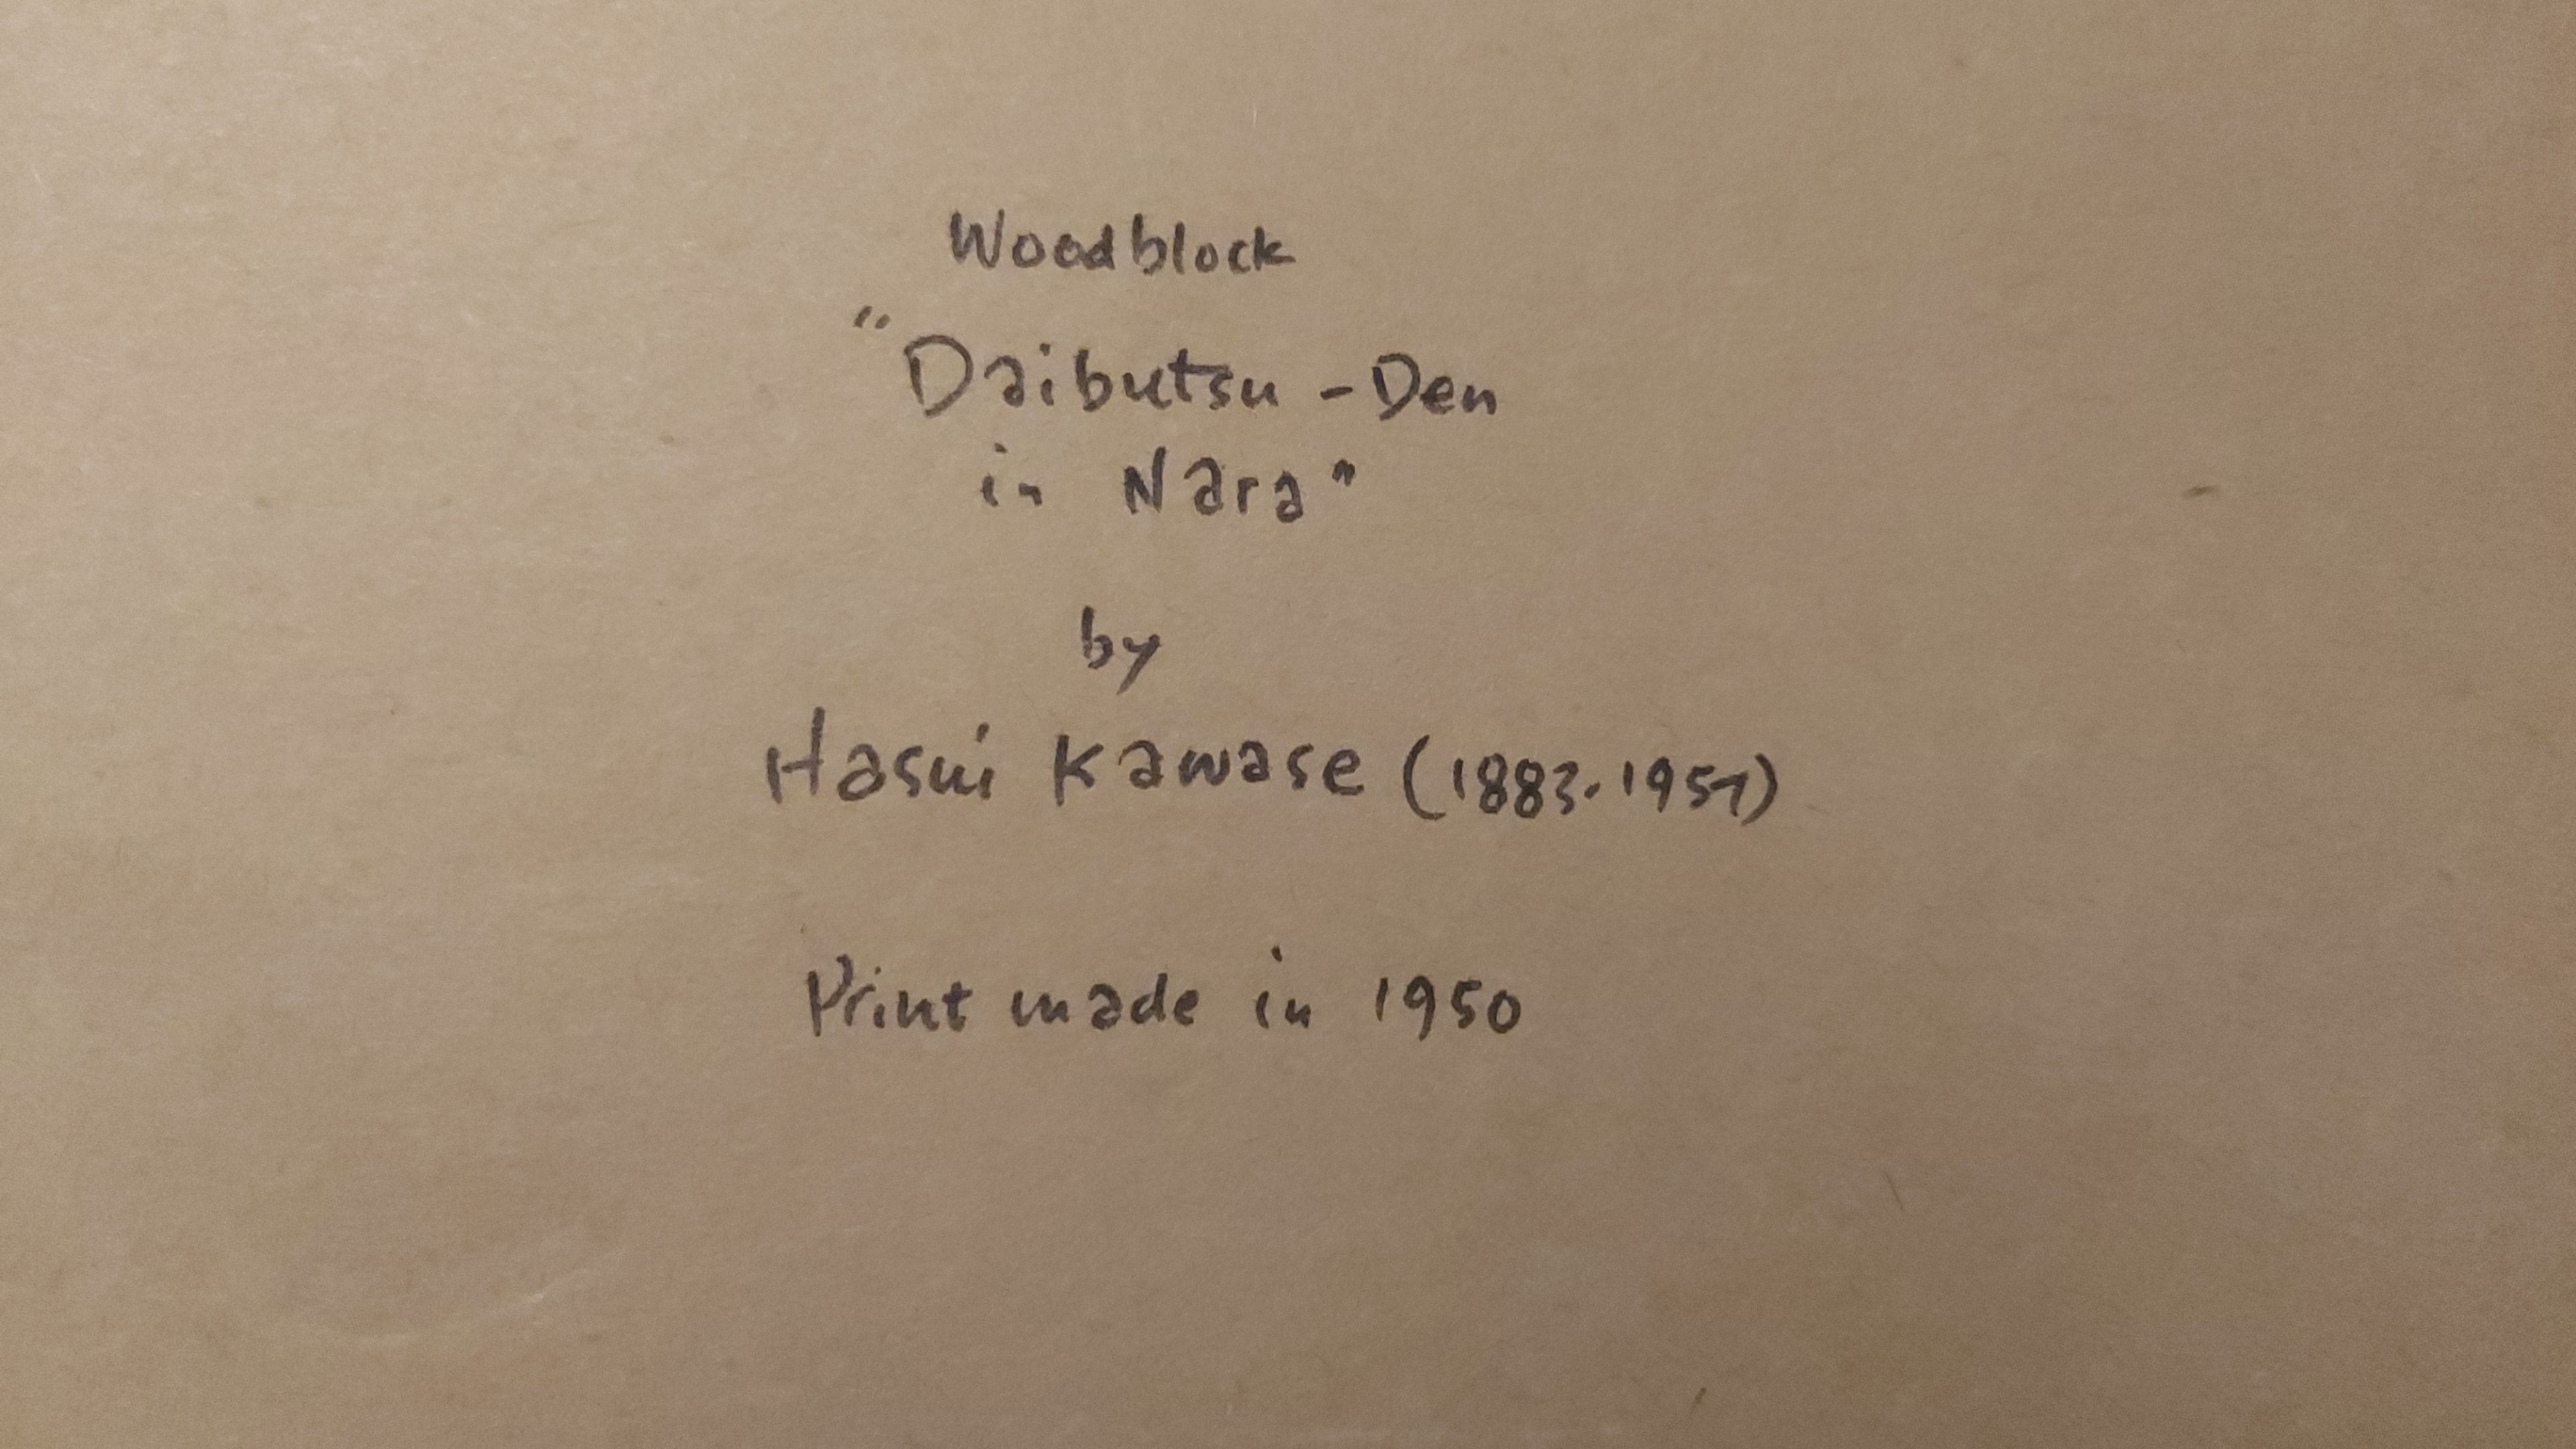 Woodblock
"Daibutsu-Den
in Nara"
by
Hasui Kawase (1883-1957)
Print made in 1950